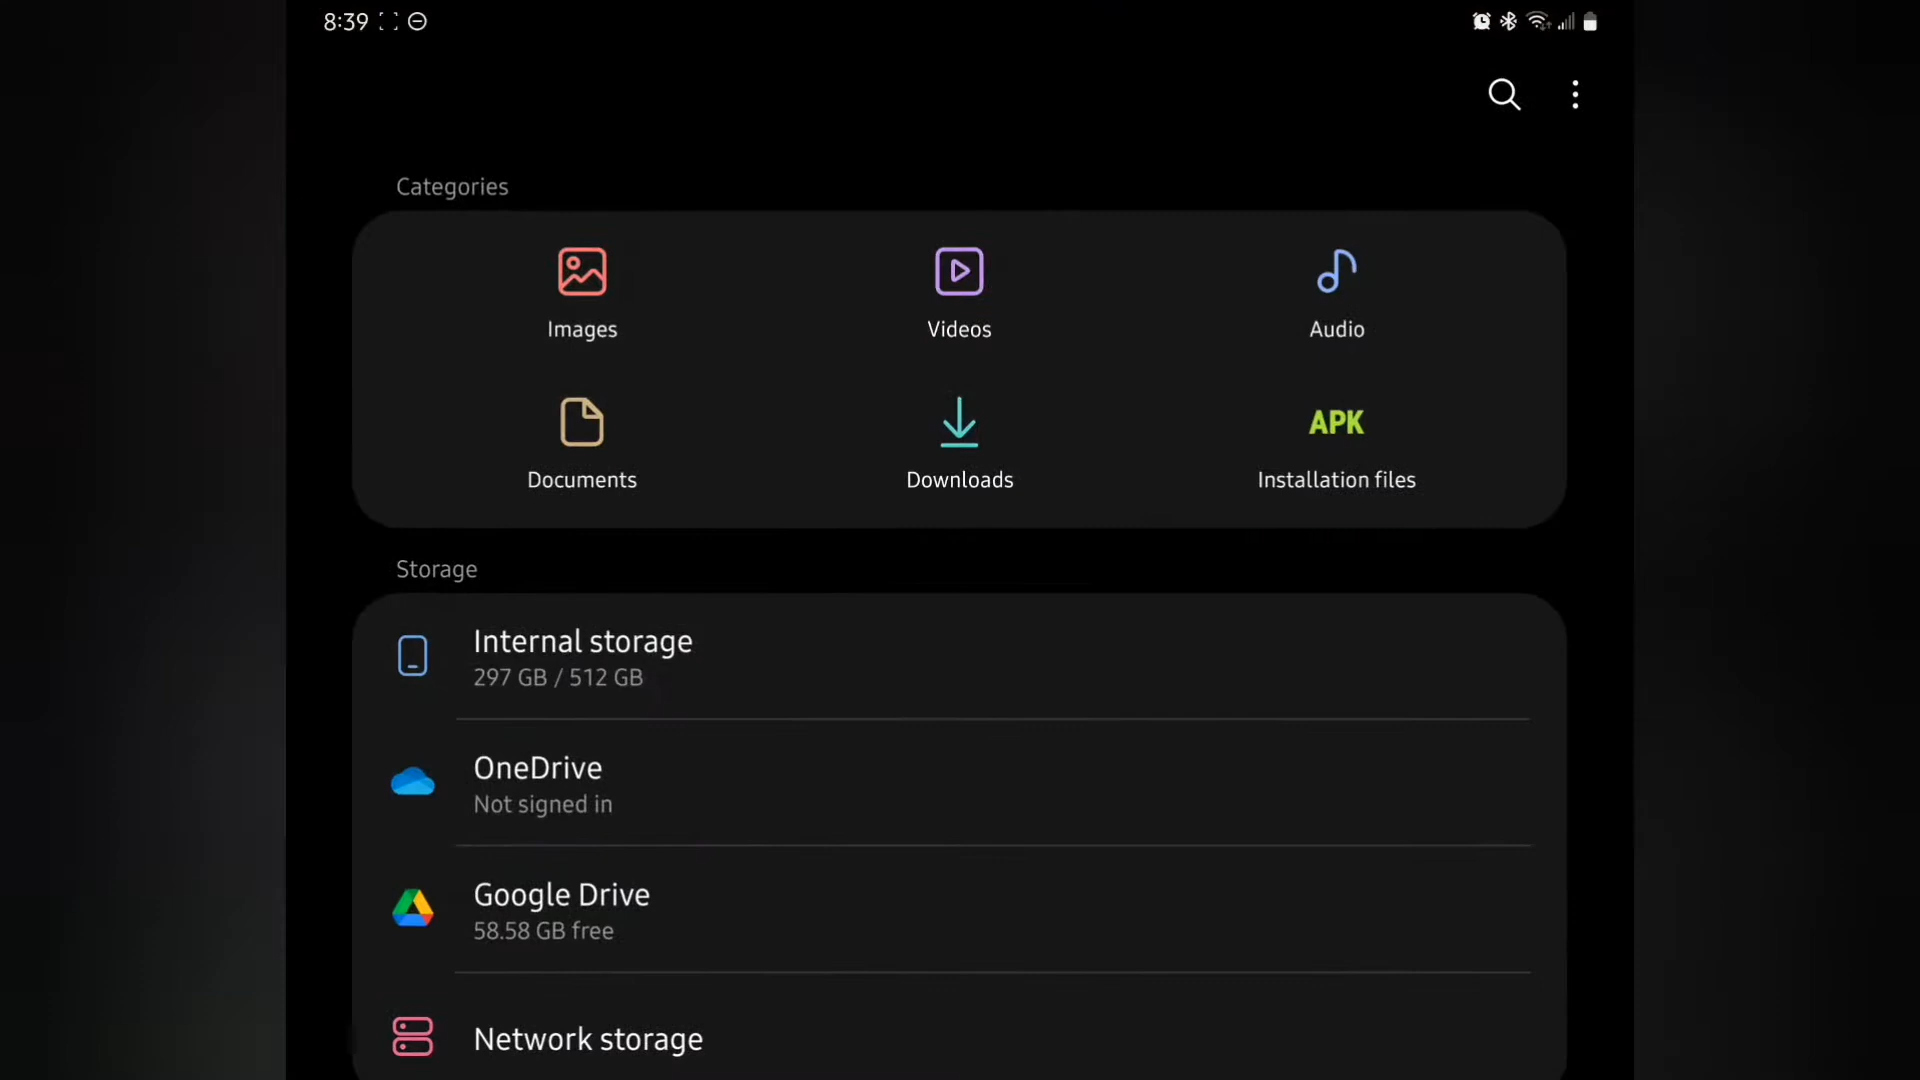 8:39
Categories
Images
Videos
Audio
APK
Documents
Downloads
Installation files
Storage
Internal storage
297 GB / 512 GB
OneDrive
Not signed in
Google Drive
58.58 GB free
Network storage